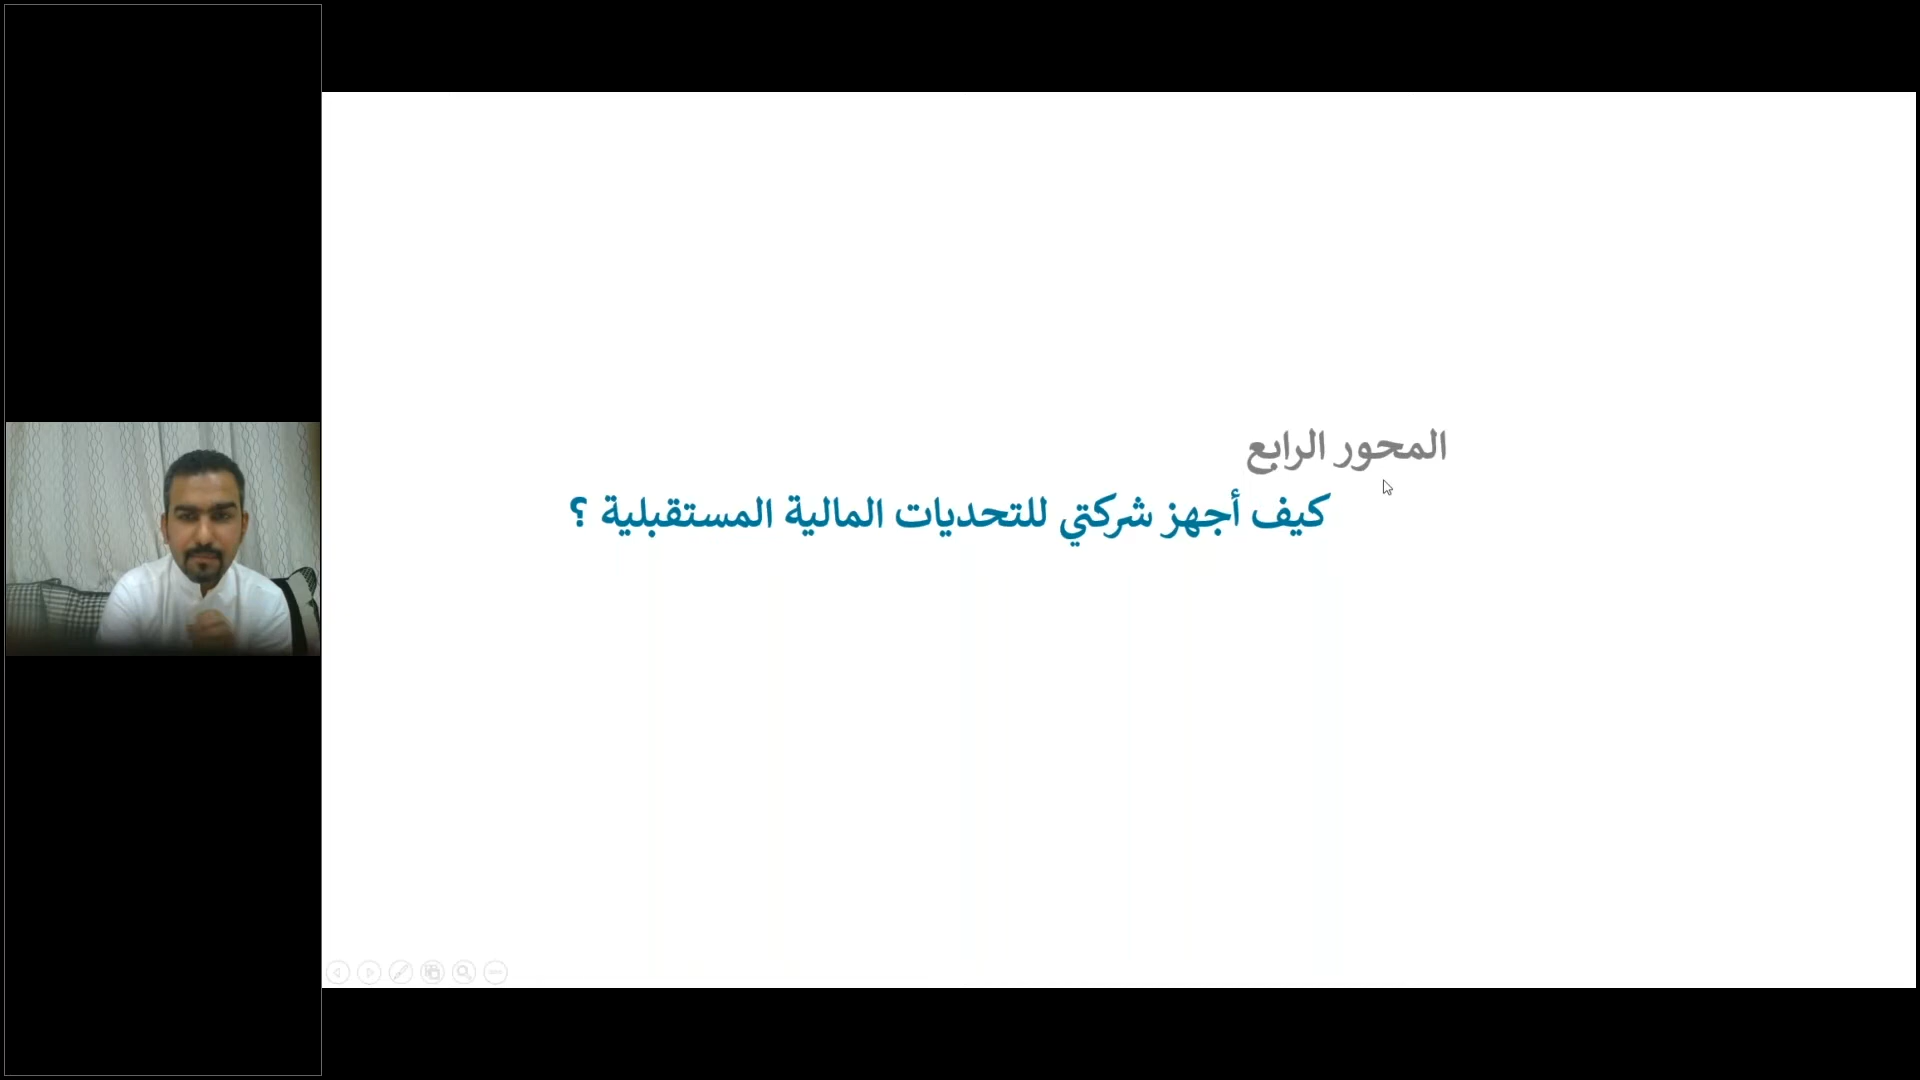 المحور الرابع
كيف أجهز شركتي للتحديات المالية المستقبلية ؟